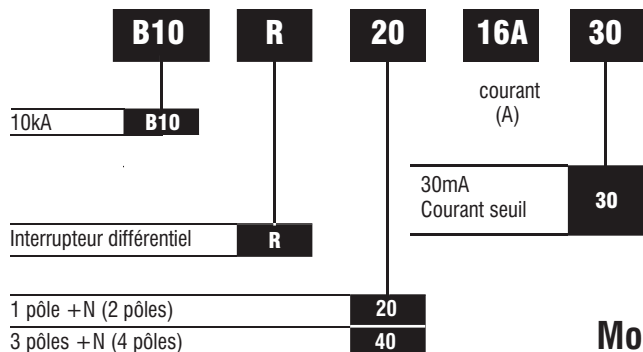 B10 R 20 16A 30
courant
(A)
10kA B10
30mA
Courant seuil 30
Interrupteur différentiel R
1 pôle +N (2 pôles) 20
3 pôles +N (4 pôles) 40
Mo